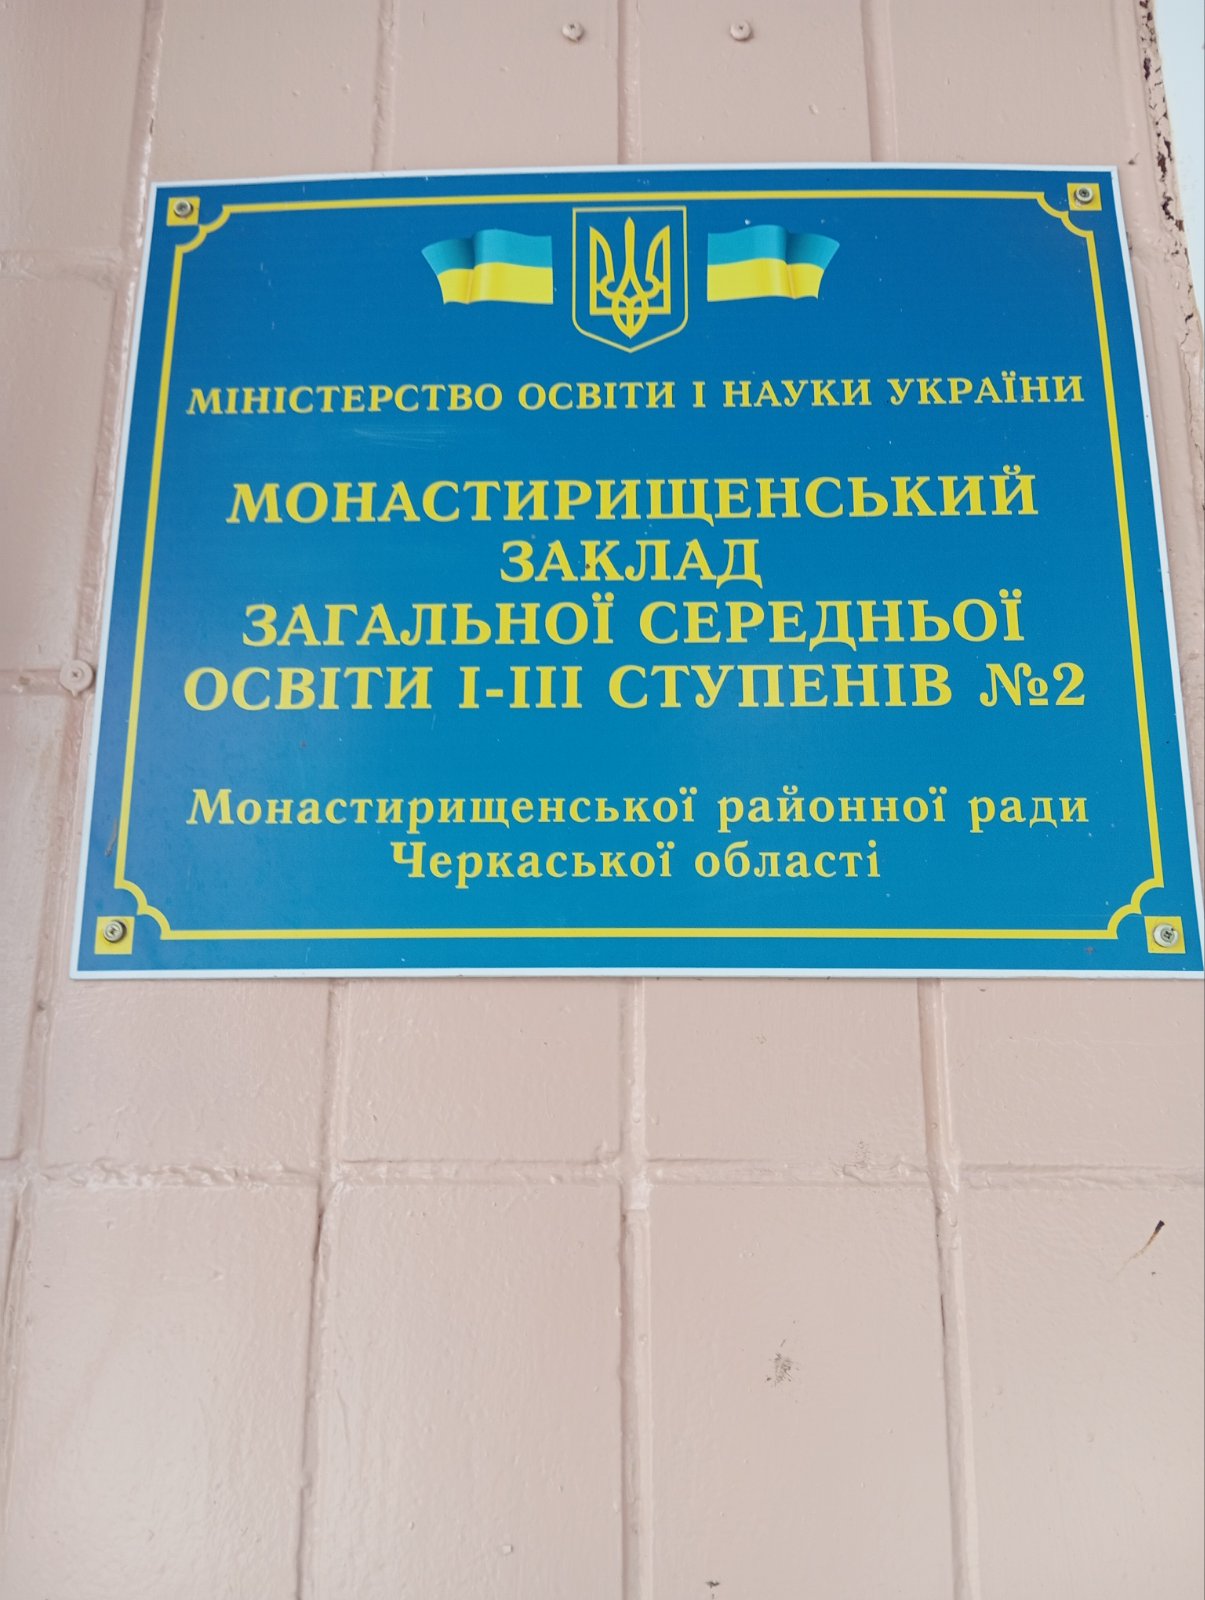 МІНІСТЕРСТВО ОСВІТИ І НАУКИ УКРАЇНИ
МОНАСТИРИЩЕНСЬКИЙ
ЗАКЛАД
ЗАГАЛЬНОЇ СЕРЕДНЬОЇ
ОСВІТИ І-ІІІ СТУПЕНІВ №2
Монастирищенської районної ради
Черкаської області